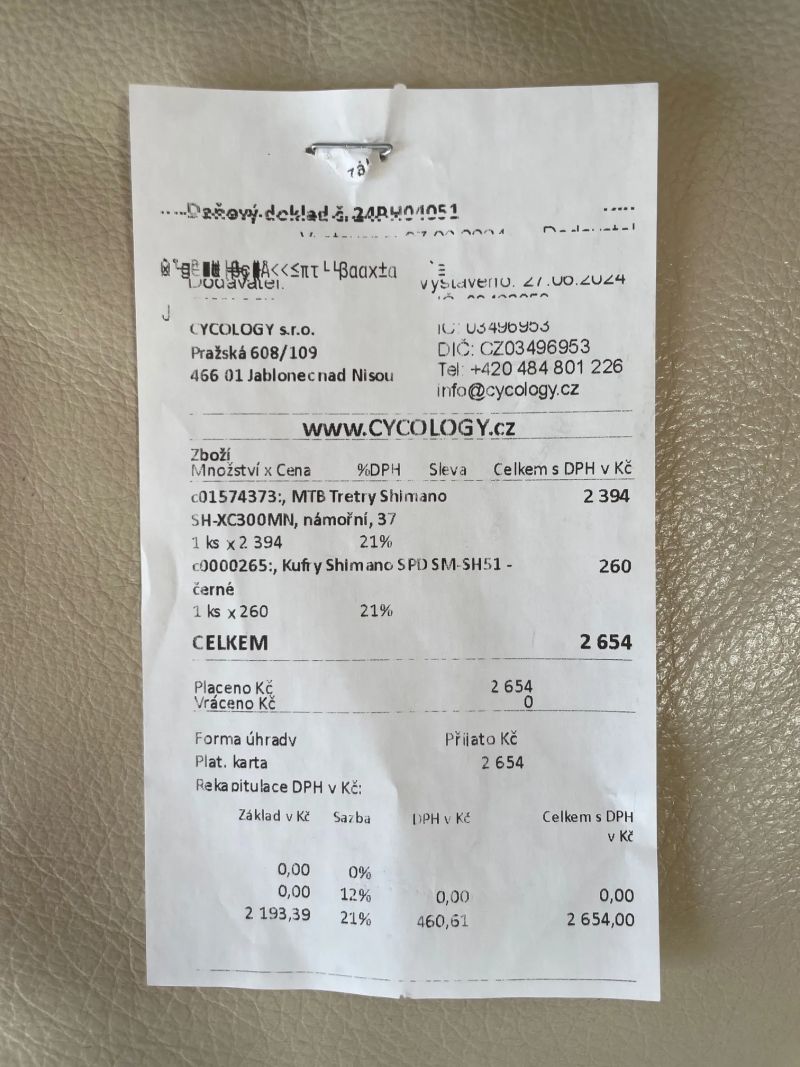 zá
Daňový doklad č. 24PH04051
Dodavatel:
Vystaveno: 27.06.2024
CYCOLOGY s.r.o.
IČ: 03496953
Pražská 608/109
DIČ: CZ03496953
466 01 Jablonec nad Nisou
Tel: +420 484 801 226
info@cycology.cz
www.CYCOLOGY.cz
Zboží
Množství x Cena %DPH Sleva Celkem s DPH v Kč
c01574373:, MTB Tretry Shimano 2 394
SH-XC300MN, námořní, 37
1 ks x 2 394 21%
c0000265:, Kufry Shimano SPD SM-SH51 - 260
černé
1 ks x 260 21%
CELKEM 2 654
Placeno Kč 2 654
Vráceno Kč 0
Forma úhrady Přijato Kč
Plat. karta 2 654
Rekapitulace DPH v Kč:
Základ v Kč Sazba DPH v Kč Celkem s DPH
v Kč
0,00 0%
0,00 12% 0,00 0,00
2 193,39 21% 460,61 2 654,00